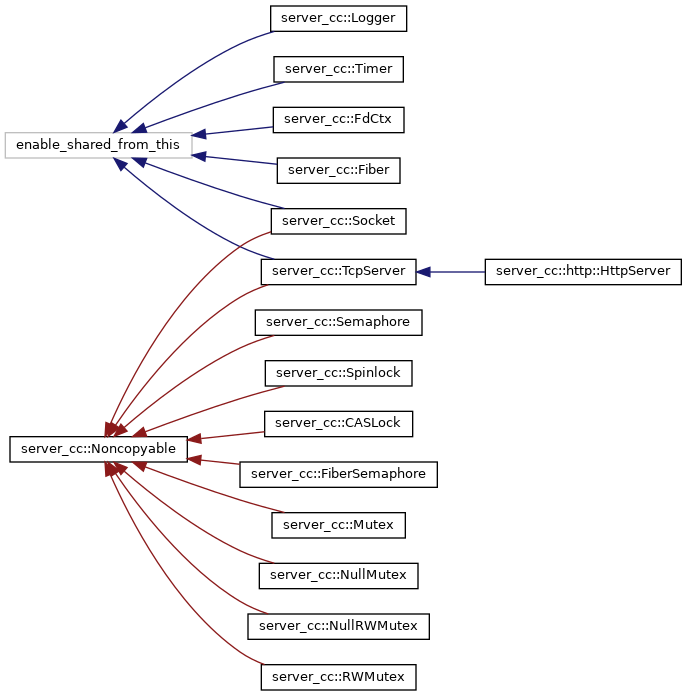 server_cc::Logger
server_cc::Timer
server_cc::FdCtx
enable_shared_from_this
server_cc::Fiber
server_cc::Socket
server_cc::TcpServer
server_cc::http::HttpServer
server_cc::Semaphore
server_cc::Spinlock
server_cc::CASLock
server_cc::Noncopyable
server_cc::FiberSemaphore
server_cc::Mutex
server_cc::NullMutex
server_cc::NullRWMutex
server_cc::RWMutex